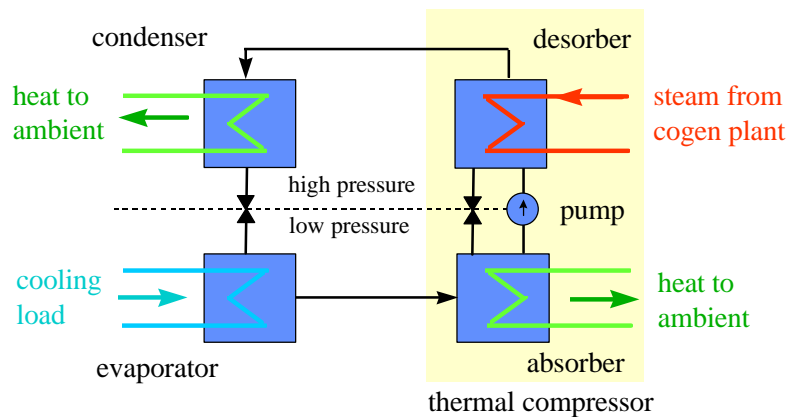 condenser
desorber
heat to
ambient
steam from
cogen plant
high pressure
low pressure
pump
cooling
load
heat to
ambient
evaporator
absorber
thermal compressor